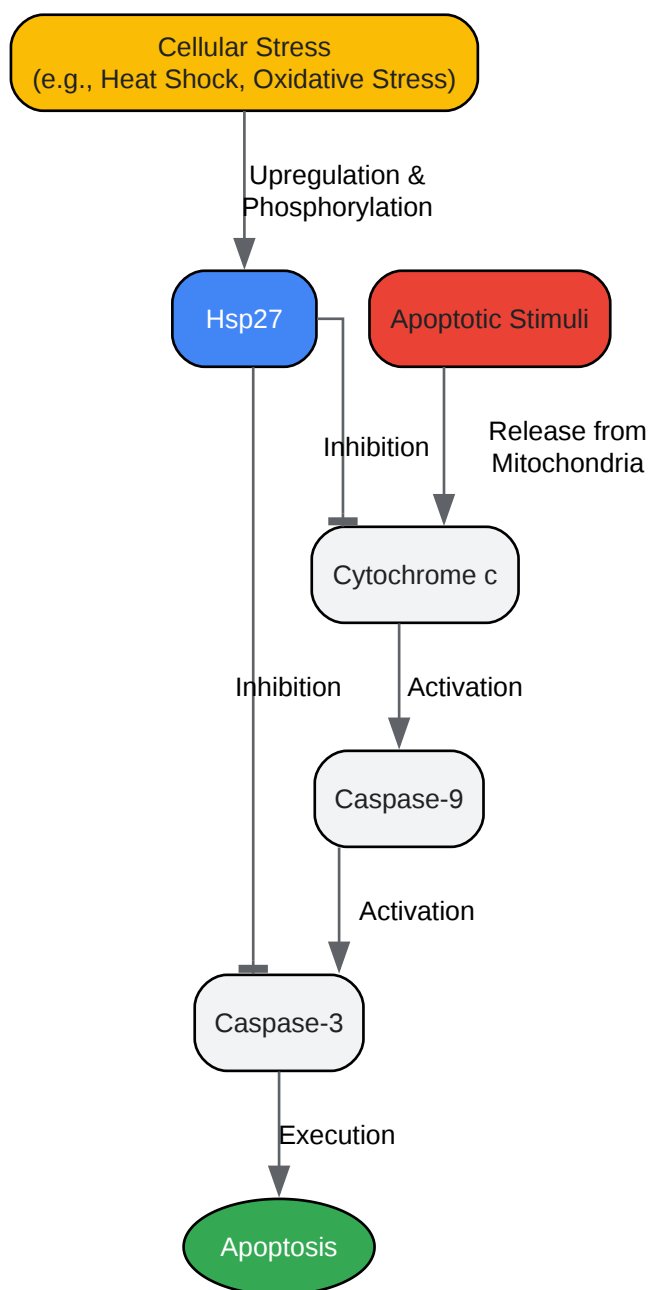 Cellular Stress
(e.g., Heat Shock, Oxidative Stress)
Upregulation &
Phosphorylation
Hsp27
Apoptotic Stimuli
Inhibition
Release from
Mitochondria
Cytochrome c
Inhibition
Activation
Caspase-9
Activation
Caspase-3
Execution
Apoptosis